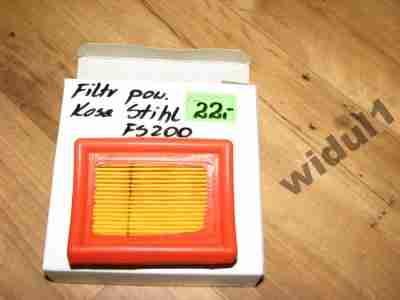 Filtr pow.
Kosa Stihl 22,-
FS200
widul1